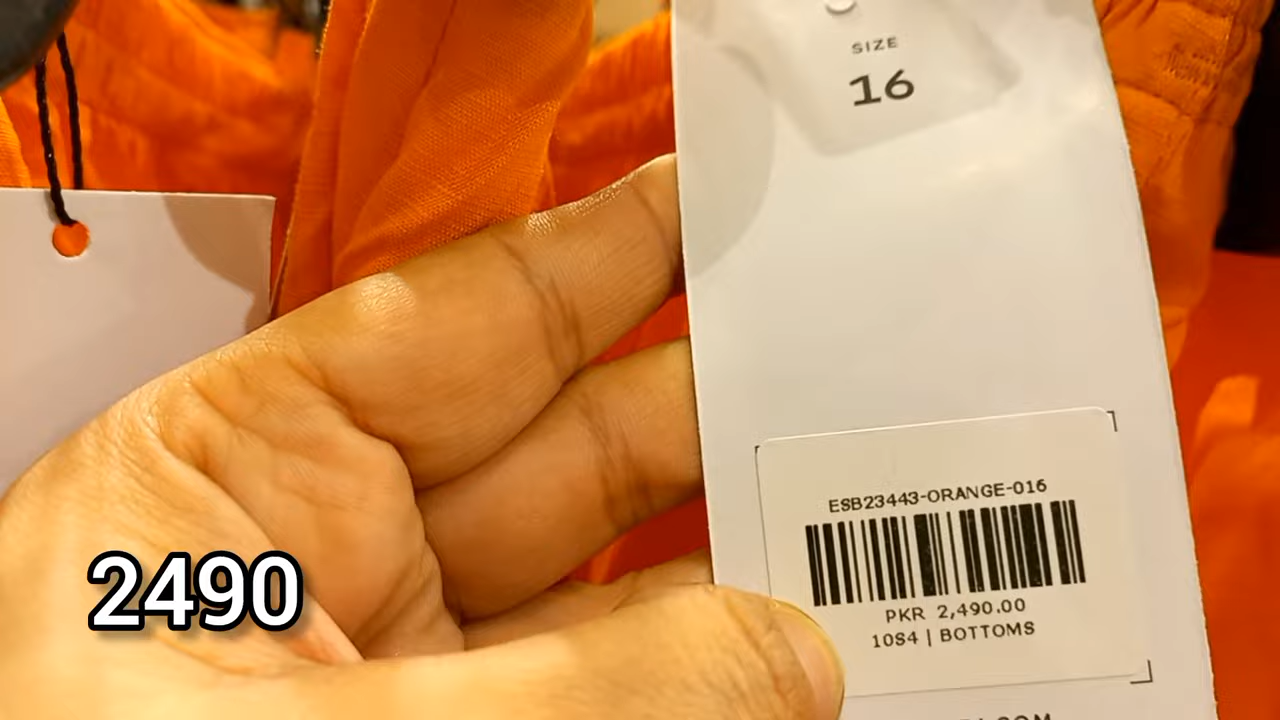 SIZE
16
ESB23443-ORANGE-016
PKR 2,490.00
10S4 | BOTTOMS
2490